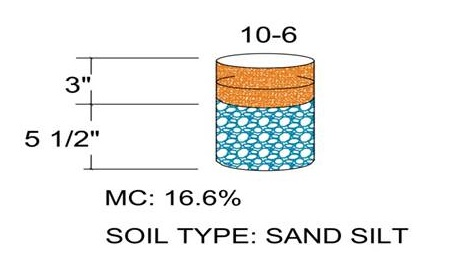 10-6
3"
5 1/2"
MC: 16.6%
SOIL TYPE: SAND SILT